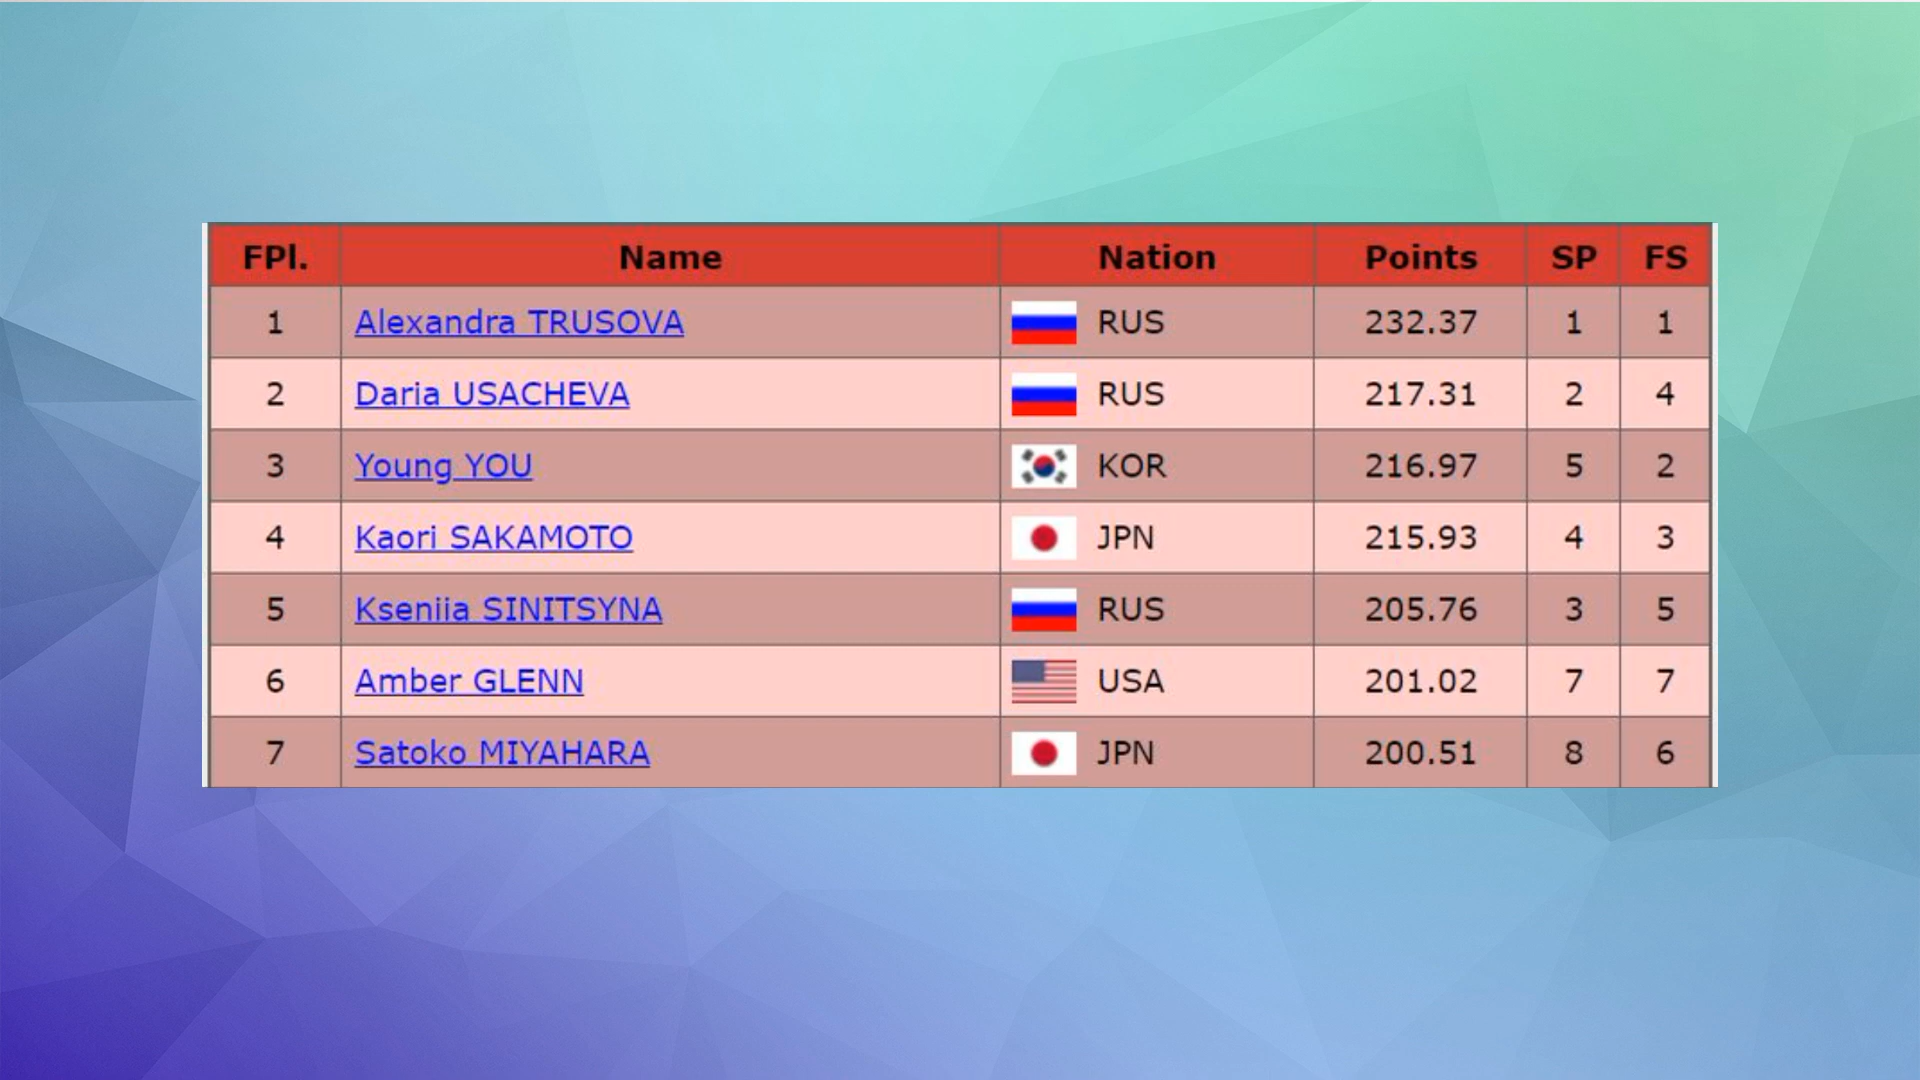 FPl. Name Nation Points SP FS
1 Alexandra TRUSOVA RUS 232.37 1 1
2 Daria USACHEVA RUS 217.31 2 4
3 Young YOU KOR 216.97 5 2
4 Kaori SAKAMOTO JPN 215.93 4 3
5 Kseniia SINITSYNA RUS 205.76 3 5
6 Amber GLENN USA 201.02 7 7
7 Satoko MIYAHARA JPN 200.51 8 6